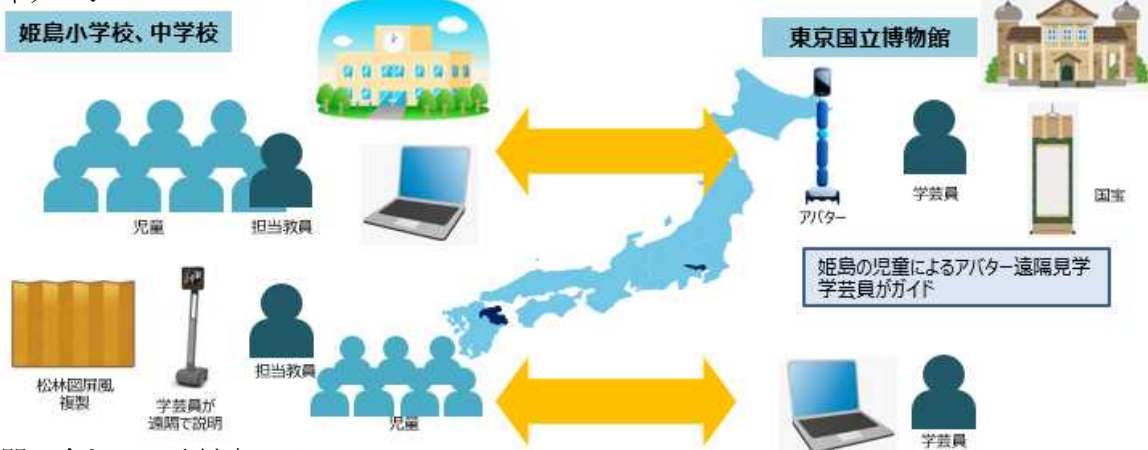 姫島小学校、中学校
東京国立博物館
児童
担当教員
アバター
学芸員
国宝
姫島の児童によるアバター遠隔見学
学芸員がガイド
松林図屏風
複製
学芸員が
遠隔で説明
担当教員
児童
学芸員